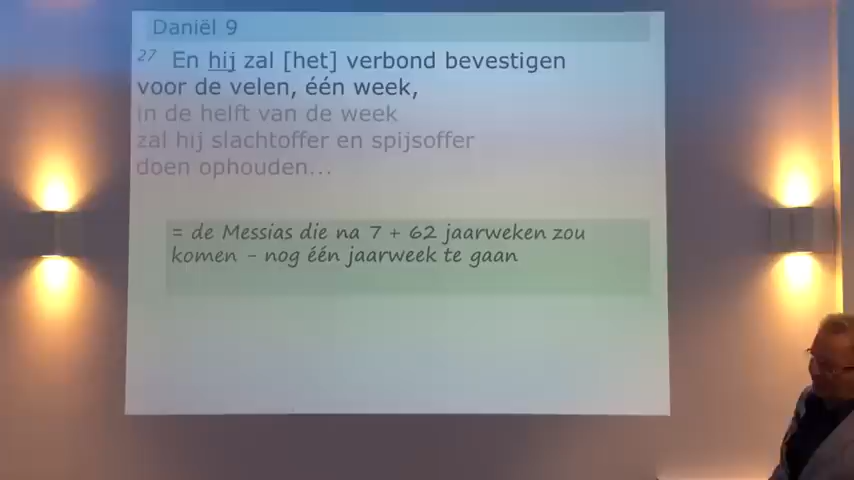 Daniël 9
27 En hij zal [het] verbond bevestigen
voor de velen, één week,
in de helft van de week
zal hij slachtoffer en spijsoffer
doen ophouden...
= de Messias die na 7 + 62 jaarweken zou
komen - nog één jaarweek te gaan